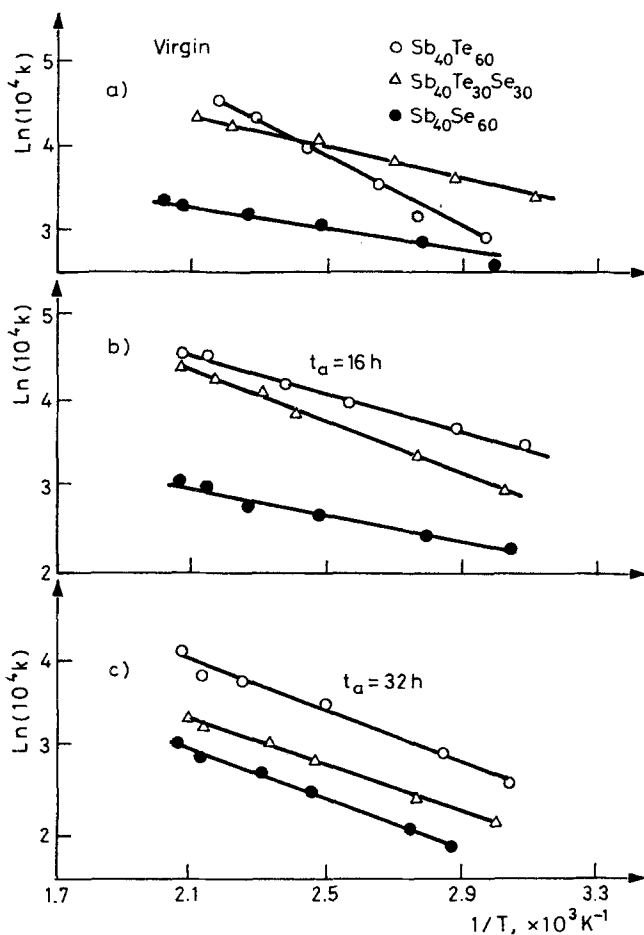 Virgin
○ Sb₄₀Te₆₀
△ Sb₄₀Te₃₀Se₃₀
● Sb₄₀Se₆₀
a)
Ln(10⁴k)
5
4
3
b)
tₐ = 16 h
Ln(10⁴k)
5
4
3
2
c)
tₐ = 32 h
Ln(10⁴k)
4
3
2
1.7 2.1 2.5 2.9 3.3
1/T, ×10³K⁻¹